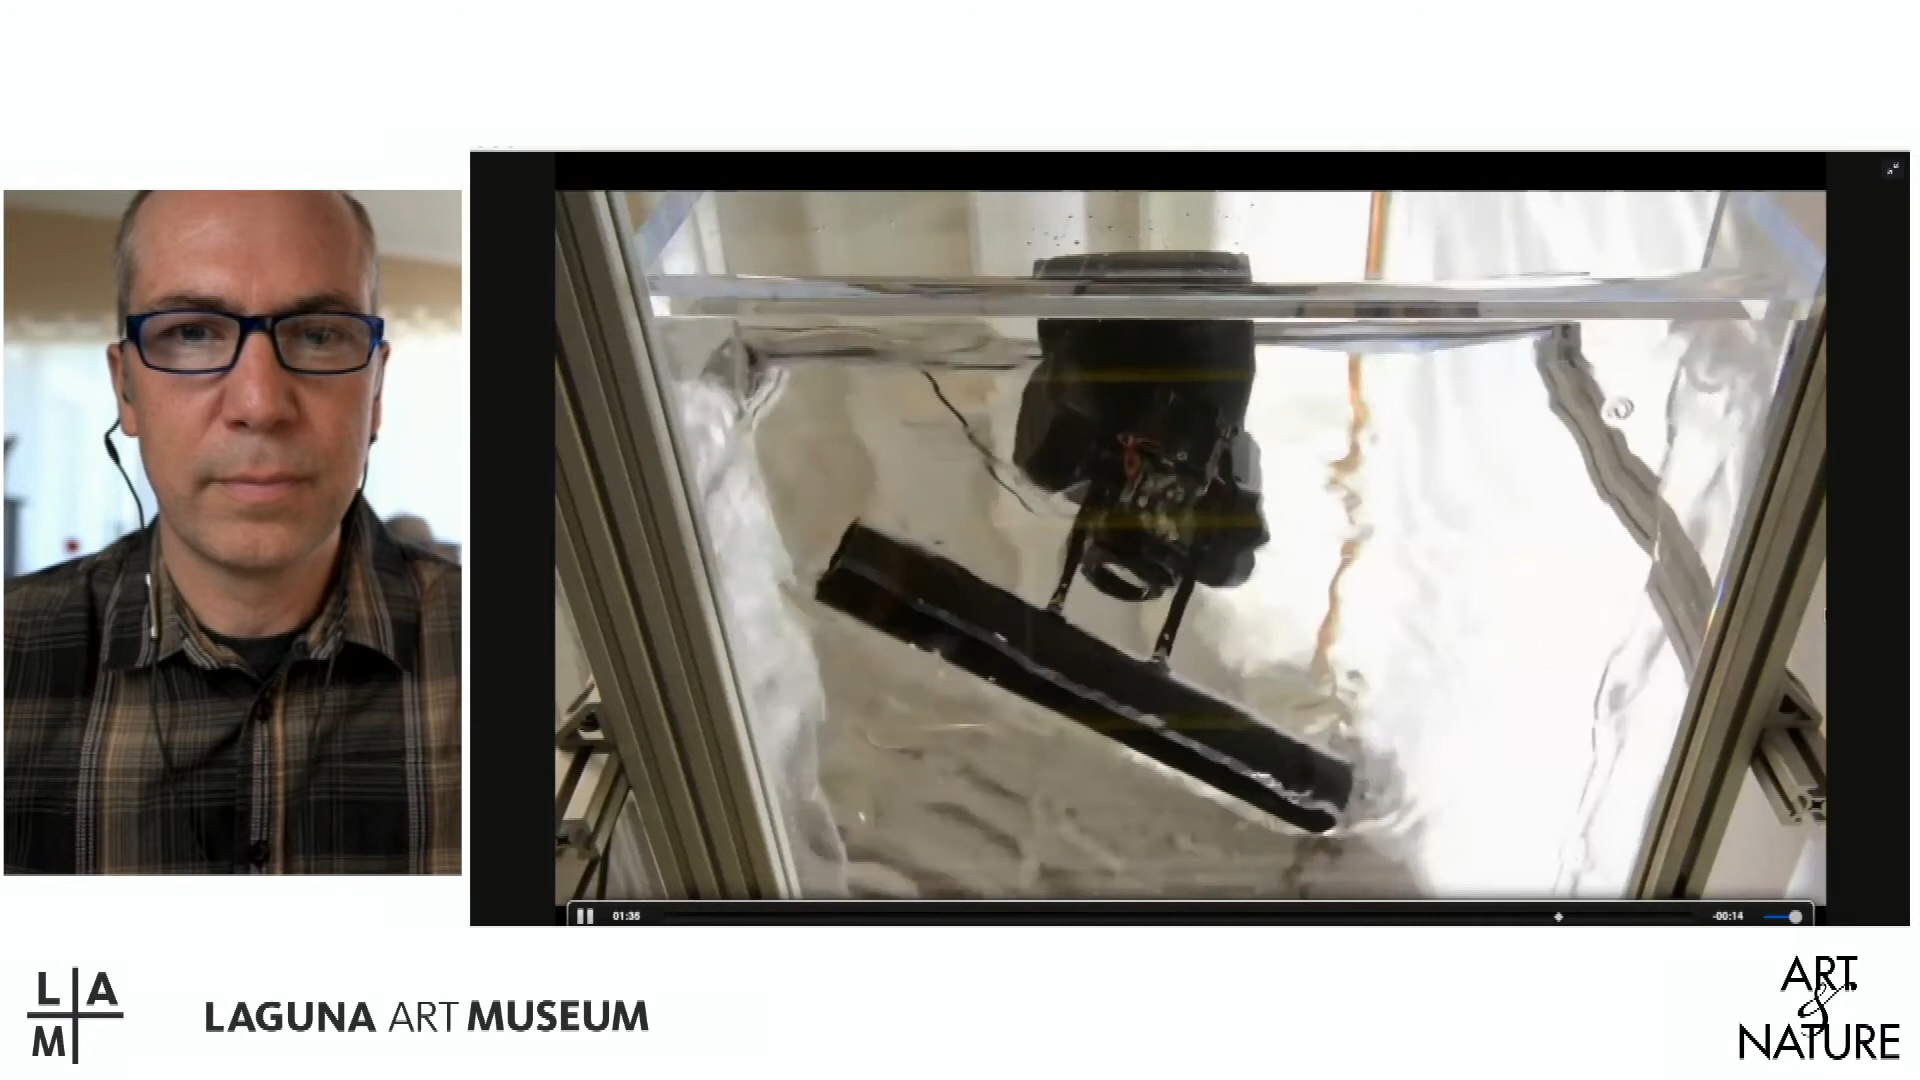 01:36
-00:14
L A
M
LAGUNA ART MUSEUM
ART
&
NATURE